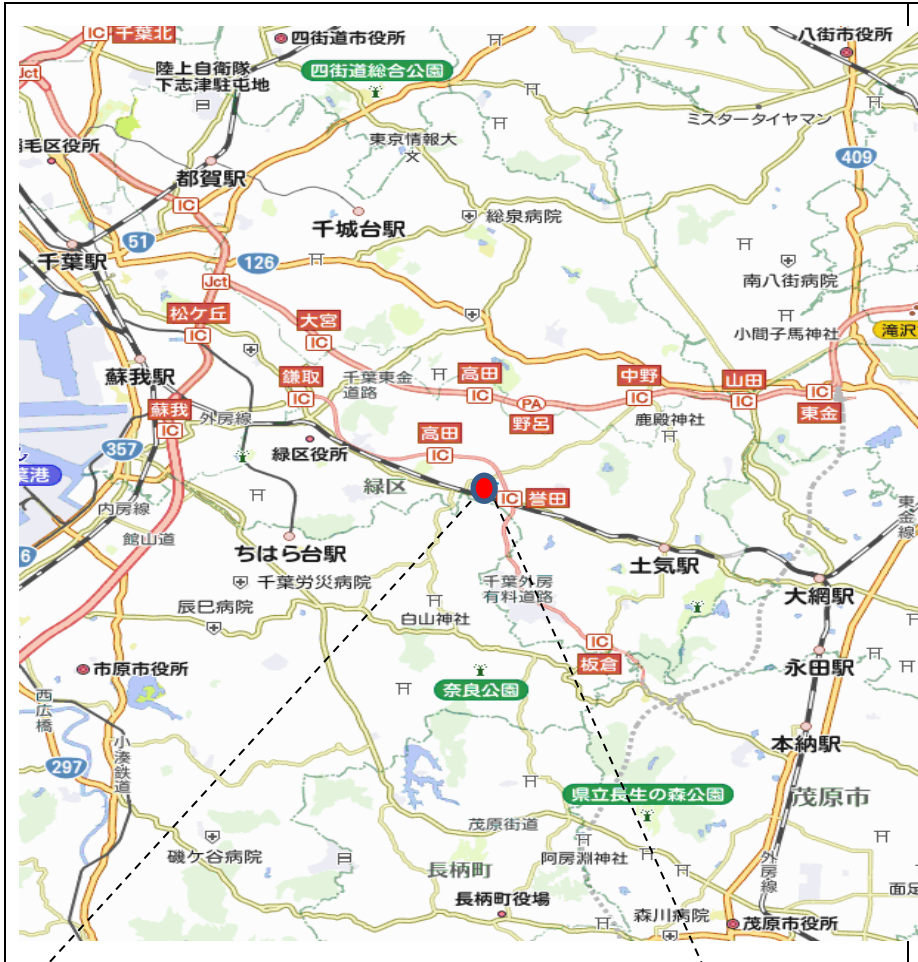 IC
千葉北
四街道市役所
八街市役所
Jct
陸上自衛隊
下志津駐屯地
四街道総合公園
ミスタータイヤマン
毛区役所
東京情報大
409
都賀駅
IC
総泉病院
千城台駅
51
千葉駅
126
南八街病院
Jct
松ケ丘
IC
大宮
IC
小間子馬神社
滝沢
蘇我駅
鎌取
IC
千葉東金
道路
高田
IC
中野
IC
山田
IC
IC
東金
蘇我
IC
外房線
PA
野呂
鹿殿神社
高田
IC
緑区役所
357
葉港
緑区
IC
誉田
内房線
館山道
東金線
6
ちはら台駅
土気駅
千葉労災病院
千葉外房
有料道路
大網駅
辰巳病院
白山神社
IC
板倉
永田駅
市原市役所
奈良公園
西広橋
本納駅
小湊鉄道
297
県立長生の森公園
茂原市
茂原街道
磯ケ谷病院
阿房淵神社
長柄町
外房線
面足
長柄町役場
森川病院
茂原市役所